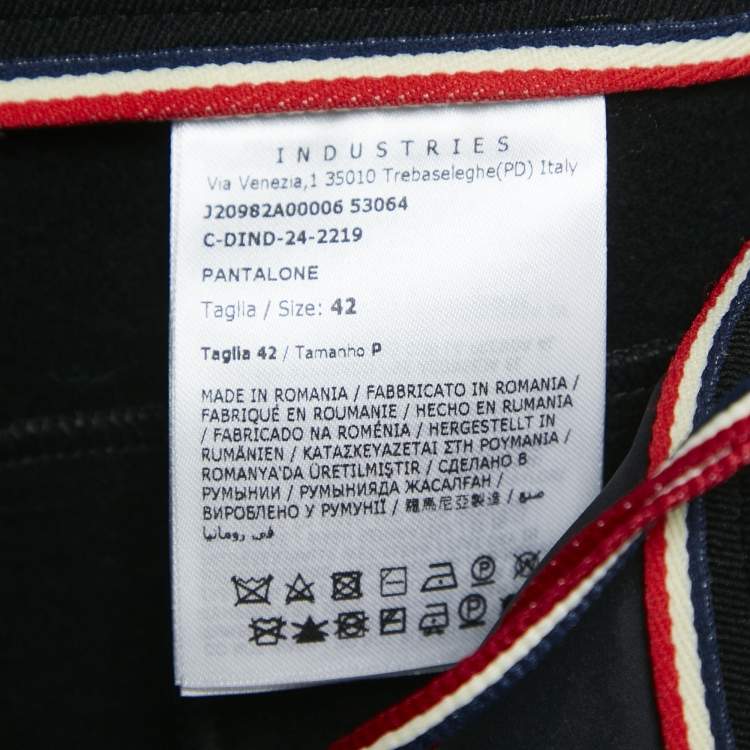 INDUSTRIES
Via Venezia,1 35010 Trebaseleghe(PD) Italy
J20982A00006 53064
C-DIND-24-2219
PANTALONE
Taglia / Size: 42
Taglia 42 / Tamanho P
MADE IN ROMANIA / FABBRICATO IN ROMANIA /
FABRIQUÉ EN ROUMANIE / HECHO EN RUMANIA
/ FABRICADO NA ROMÉNIA / HERGESTELLT IN
RUMÄNIEN / ΚΑΤΑΣΚΕΥΑΖΕΤΑΙ ΣΤΗ ΡΟΥΜΑΝΙΑ /
ROMANYA'DA ÜRETİLMİŞTİR / СДЕЛАНО В
РУМЫНИИ / РУМЫНИЯДА ЖАСАЛҒАН /
ВИРОБЛЕНО У РУМУНІЇ / 羅馬尼亞製造 / صنع
في رومانيا